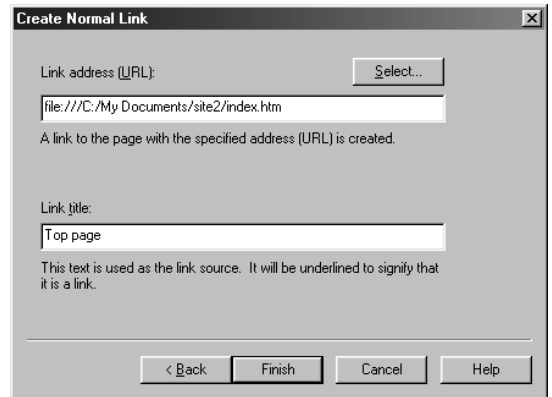 Create Normal Link
Link address (URL):
Select...
file:///C:/My Documents/site2/index.htm
A link to the page with the specified address (URL) is created.
Link title:
Top page
This text is used as the link source. It will be underlined to signify that
it is a link.
< Back
Finish
Cancel
Help